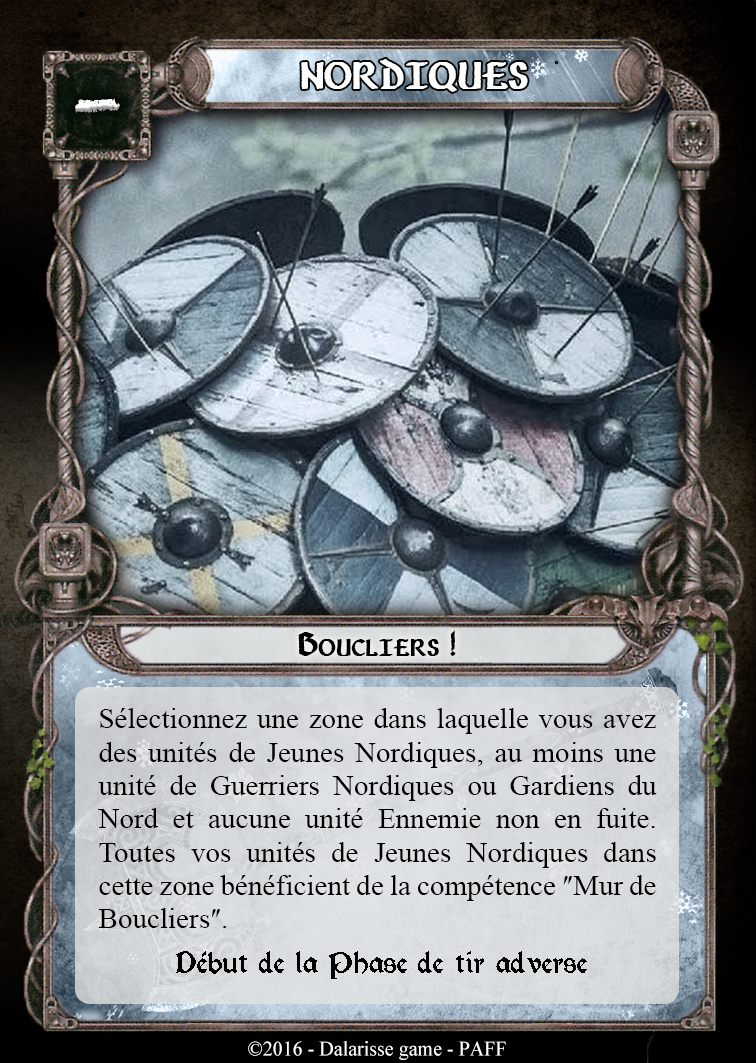 NORDIQUES
Boucliers !
Sélectionnez une zone dans laquelle vous avez
des unités de Jeunes Nordiques, au moins une
unité de Guerriers Nordiques ou Gardiens du
Nord et aucune unité Ennemie non en fuite.
Toutes vos unités de Jeunes Nordiques dans
cette zone bénéficient de la compétence "Mur de
Boucliers".
Début de la Phase de tir adverse
©2016 - Dalarisse game - PAFF